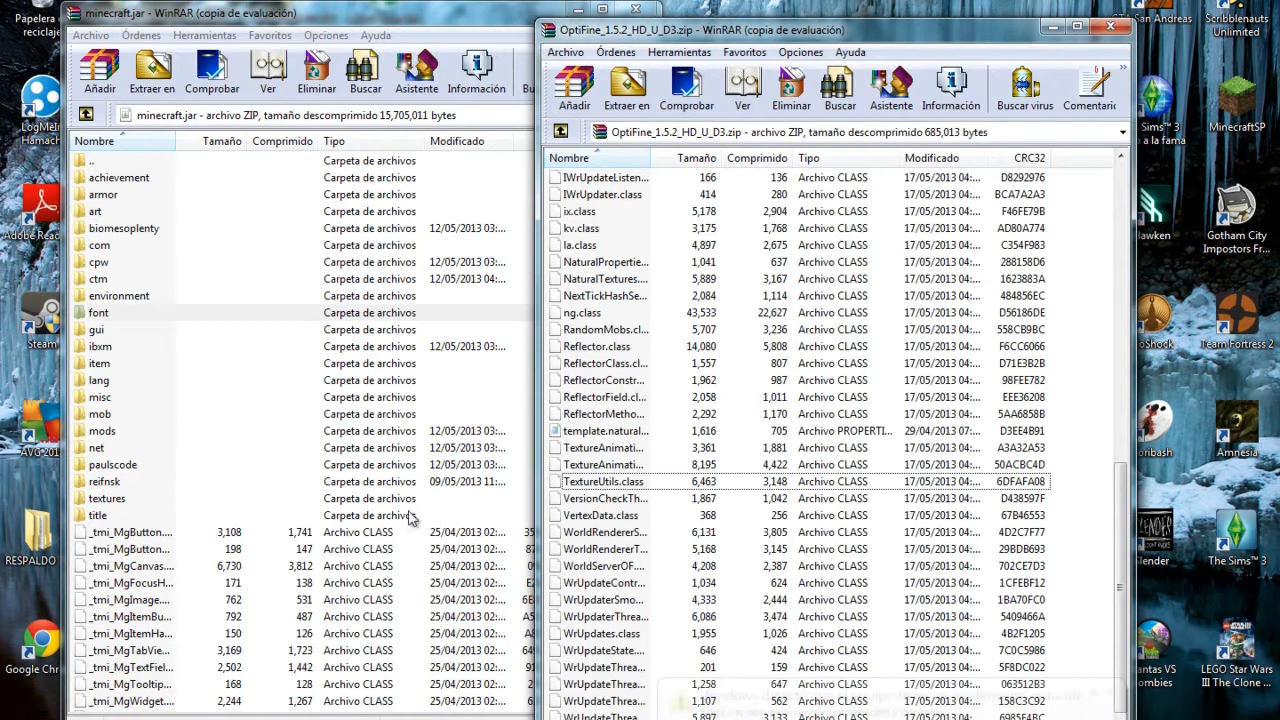 Papelera
reciclaje
LogMeIn
Hamach
Steam
RESPALDO
minecraft.jar - WinRAR (copia de evaluación)
Archivo Órdenes Herramientas Favoritos Opciones Ayuda
Añadir Extraer en Comprobar Ver Eliminar Buscar Asistente Información
minecraft.jar - archivo ZIP, tamaño descomprimido 15,705,011 bytes
Nombre Tamaño Comprimido Tipo Modificado
.. Carpeta de archivos
achievement Carpeta de archivos
armor Carpeta de archivos
art Carpeta de archivos
biomesoplenty Carpeta de archivos 12/05/2013 03:...
com Carpeta de archivos
cpw Carpeta de archivos 12/05/2013 03:...
ctm Carpeta de archivos 12/05/2013 04:...
environment Carpeta de archivos
font Carpeta de archivos
gui Carpeta de archivos
ibxm Carpeta de archivos 12/05/2013 03:...
item Carpeta de archivos
lang Carpeta de archivos
misc Carpeta de archivos
mob Carpeta de archivos
mods Carpeta de archivos 12/05/2013 03:...
net Carpeta de archivos 12/05/2013 03:...
paulscode Carpeta de archivos 12/05/2013 03:...
reifnsk Carpeta de archivos 09/05/2013 11:...
textures Carpeta de archivos
title Carpeta de archivos
_tmi_MgButton.... 3,108 1,741 Archivo CLASS 25/04/2013 02:...
_tmi_MgButton... 198 147 Archivo CLASS 25/04/2013 02:...
_tmi_MgCanvas.... 6,730 3,812 Archivo CLASS 25/04/2013 02:...
_tmi_MgFocusH... 171 138 Archivo CLASS 25/04/2013 02:...
_tmi_MgImage.... 762 531 Archivo CLASS 25/04/2013 02:...
_tmi_MgItemBu... 792 487 Archivo CLASS 25/04/2013 02:...
_tmi_MgItemHa... 150 126 Archivo CLASS 25/04/2013 02:...
_tmi_MgTabView... 3,169 1,723 Archivo CLASS 25/04/2013 02:...
_tmi_MgTextFiel... 2,502 1,442 Archivo CLASS 25/04/2013 02:...
_tmi_MgTooltip... 168 128 Archivo CLASS 25/04/2013 02:...
_tmi_MgWidget... 2,244 1,267 Archivo CLASS 25/04/2013 02:...
OptiFine_1.5.2_HD_U_D3.zip - WinRAR (copia de evaluación)
Archivo Órdenes Herramientas Favoritos Opciones Ayuda
Añadir Extraer en Comprobar Ver Eliminar Buscar Asistente Información Buscar virus Comentario
OptiFine_1.5.2_HD_U_D3.zip - archivo ZIP, tamaño descomprimido 685,013 bytes
Nombre Tamaño Comprimido Tipo Modificado CRC32
IWrUpdateListen... 166 136 Archivo CLASS 17/05/2013 04:... D8292976
IWrUpdater.class 414 280 Archivo CLASS 17/05/2013 04:... BCA7A2A3
ix.class 5,178 2,904 Archivo CLASS 17/05/2013 04:... F46FE79B
kv.class 3,175 1,768 Archivo CLASS 17/05/2013 04:... AD80A774
la.class 4,897 2,675 Archivo CLASS 17/05/2013 04:... C354F983
NaturalPropertie... 1,041 637 Archivo CLASS 17/05/2013 04:... 288158D6
NaturalTextures... 5,889 3,167 Archivo CLASS 17/05/2013 04:... 1623883A
NextTickHashSe... 2,084 1,114 Archivo CLASS 17/05/2013 04:... 484856EC
ng.class 43,533 22,627 Archivo CLASS 17/05/2013 04:... D56186DE
RandomMobs.cl... 5,707 3,236 Archivo CLASS 17/05/2013 04:... 558CB9BC
Reflector.class 14,080 5,808 Archivo CLASS 17/05/2013 04:... F6CC6066
ReflectorClass.cl... 1,557 807 Archivo CLASS 17/05/2013 04:... D71E3B2B
ReflectorConstr... 1,962 987 Archivo CLASS 17/05/2013 04:... 98FEE782
ReflectorField.cl... 2,058 1,011 Archivo CLASS 17/05/2013 04:... EEE36208
ReflectorMetho... 2,292 1,170 Archivo CLASS 17/05/2013 04:... 5AA6858B
template.natural... 1,616 705 Archivo PROPERTI... 29/04/2013 07:... D3EE4B91
TextureAnimati... 3,361 1,881 Archivo CLASS 17/05/2013 04:... A3A32A53
TextureAnimati... 8,195 4,422 Archivo CLASS 17/05/2013 04:... 50ACBC4D
TextureUtils.class 6,463 3,148 Archivo CLASS 17/05/2013 04:... 6DFAFA08
VersionCheckTh... 1,867 1,042 Archivo CLASS 17/05/2013 04:... D438597F
VertexData.class 368 256 Archivo CLASS 17/05/2013 04:... 67B46553
WorldRendererS... 6,131 3,805 Archivo CLASS 17/05/2013 04:... 4D2C7F77
WorldRendererT... 5,168 3,145 Archivo CLASS 17/05/2013 04:... 29BDB693
WorldServerOF.... 4,208 2,387 Archivo CLASS 17/05/2013 04:... 702CE7D3
WrUpdateContr... 1,034 624 Archivo CLASS 17/05/2013 04:... 1CFEBF12
WrUpdaterSmo... 4,333 2,444 Archivo CLASS 17/05/2013 04:... 1BA70FC0
WrUpdaterThrea... 6,086 3,474 Archivo CLASS 17/05/2013 04:... 5409466A
WrUpdates.class 1,955 1,026 Archivo CLASS 17/05/2013 04:... 4B2F1205
WrUpdateState.... 646 424 Archivo CLASS 17/05/2013 04:... 7C0C5986
WrUpdateThrea... 201 159 Archivo CLASS 17/05/2013 04:... 5F8DC022
WrUpdateThrea... 1,258 647 Archivo CLASS 17/05/2013 04:... 063512B3
WrUpdateThrea... 1,107 562 Archivo CLASS 17/05/2013 04:... 158C3C92
WrUpdateThrea... 5,897 3,133 Archivo CLASS 17/05/2013 04:...
GTA San Andreas
Scribblenauts
Unlimited
Sims™ 3
o a la fama
MinecraftSP
Hawken
Gotham City
Impostors Fr...
Team Fortress 2
Amnesia
The Sims™ 3
LEGO Star Wars
III The Clone ...
Google Chro